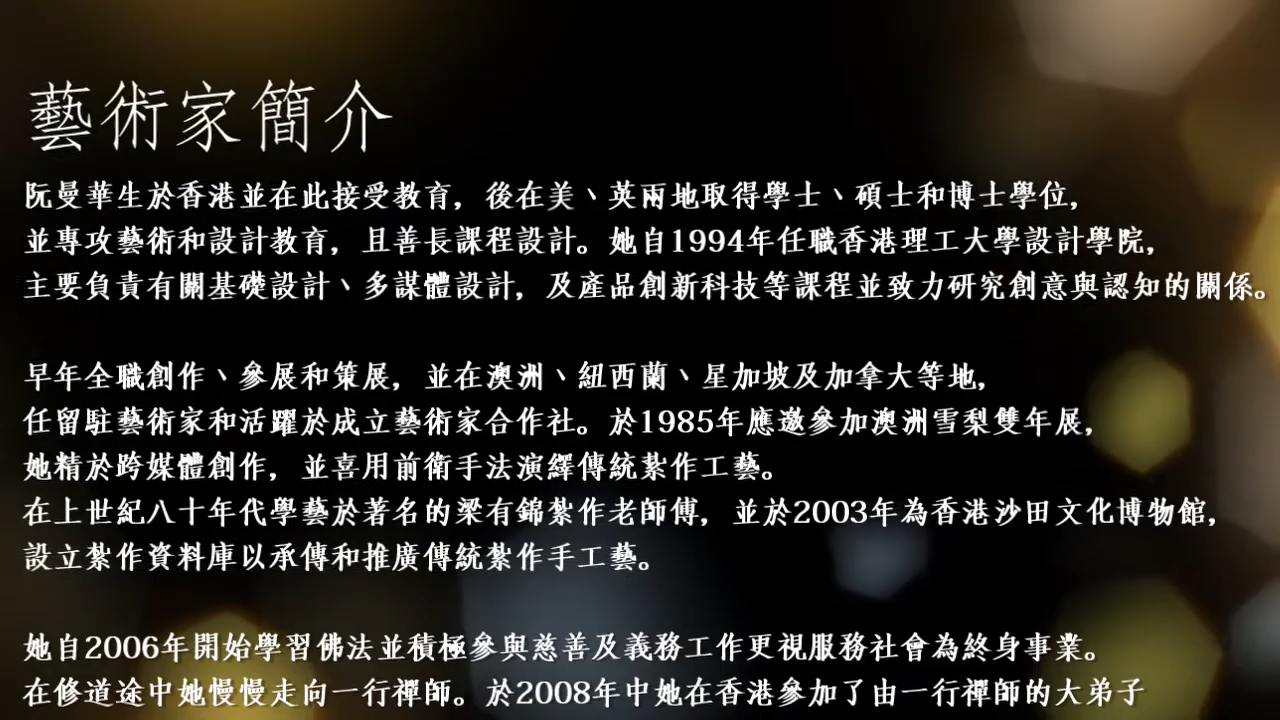 藝術家簡介
阮曼華生於香港並在此接受教育，後在美、英兩地取得學士、碩士和博士學位，
並專攻藝術和設計教育，且善長課程設計。她自1994年任職香港理工大學設計學院，
主要負責有關基礎設計、多謀體設計，及產品創新科技等課程並致力研究創意與認知的關係。
早年全職創作、參展和策展，並在澳洲、紐西蘭、星加坡及加拿大等地，
任留駐藝術家和活躍於成立藝術家合作社。於1985年應邀參加澳洲雪梨雙年展，
她精於跨媒體創作，並喜用前衛手法演繹傳統紮作工藝。
在上世紀八十年代學藝於著名的梁有錦紮作老師傅，並於2003年為香港沙田文化博物館，
設立紮作資料庫以承傳和推廣傳統紮作手工藝。
她自2006年開始學習佛法並積極參與慈善及義務工作更視服務社會為終身事業。
在修道途中她慢慢走向一行禪師。於2008年中她在香港參加了由一行禪師的大弟子